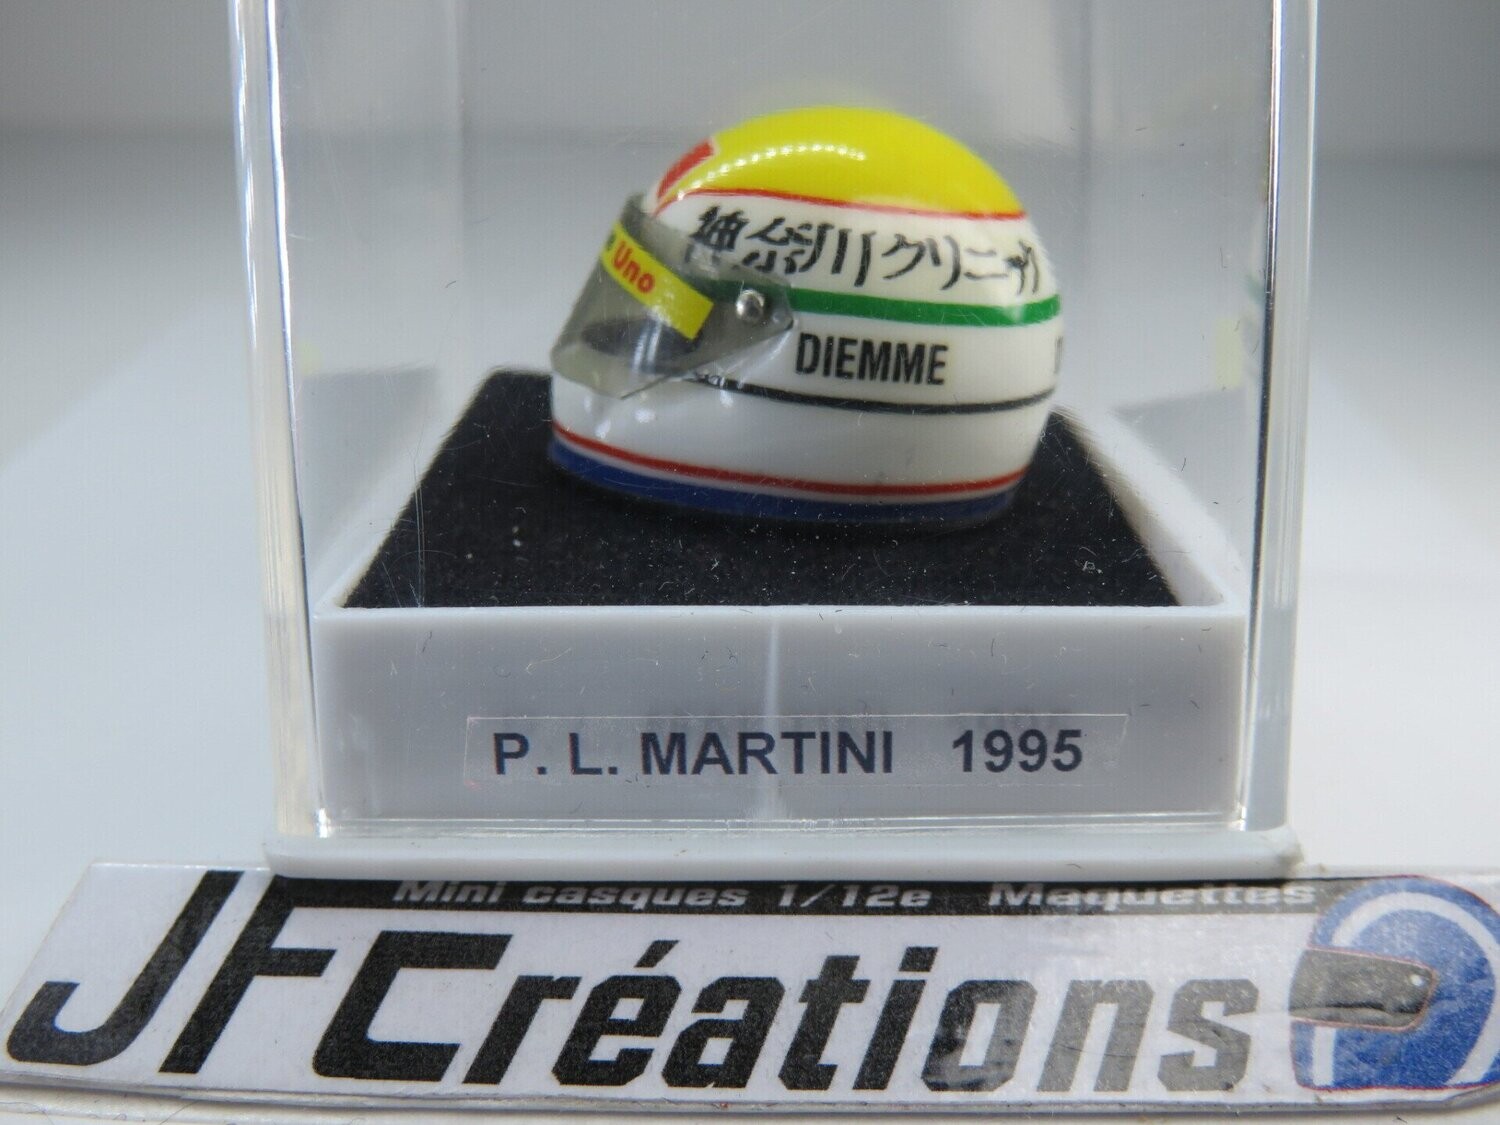 Uno
神奈川クリニック
DIEMME
P. L. MARTINI 1995
Mini casques 1/12e Maquettes
JFCréations